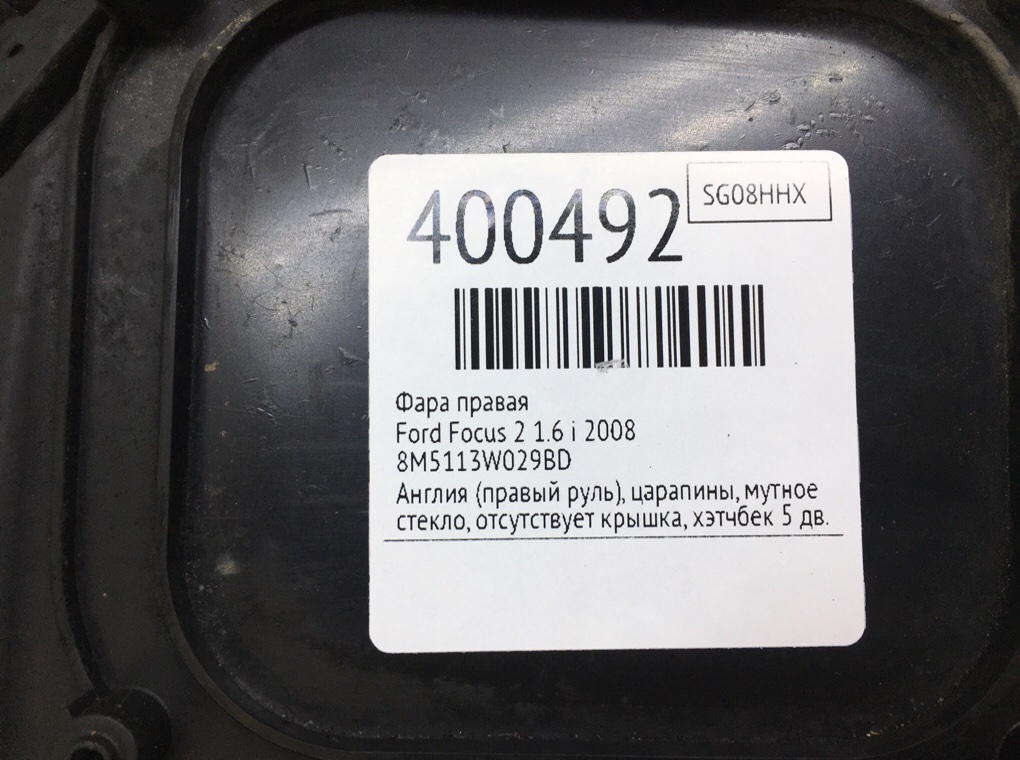 400492
SG08HHX
Фара правая
Ford Focus 2 1.6 i 2008
8M5113W029BD
Англия (правый руль), царапины, мутное
стекло, отсутствует крышка, хэтчбек 5 дв.